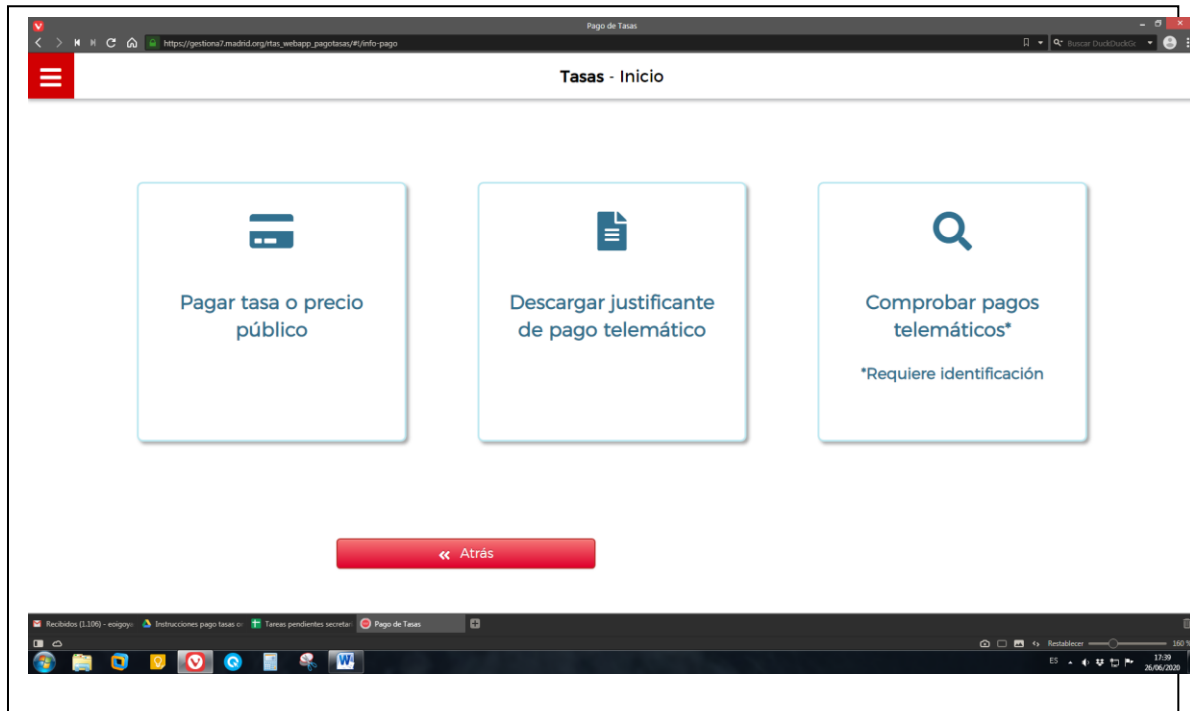 Pago de Tasas
https://gestiona7.madrid.org/rtas_webapp_pagotasas/#!/info-pago
Buscar DuckDuckGo
Tasas - Inicio
Pagar tasa o precio
público
Descargar justificante
de pago telemático
Comprobar pagos
telemáticos*
*Requiere identificación
« Atrás
Recibidos (1.106) - eoigoy
Instrucciones pago tasas
Tareas pendientes secretar
Pago de Tasas
Restablecer
160 %
ES
17:39
26/06/2020